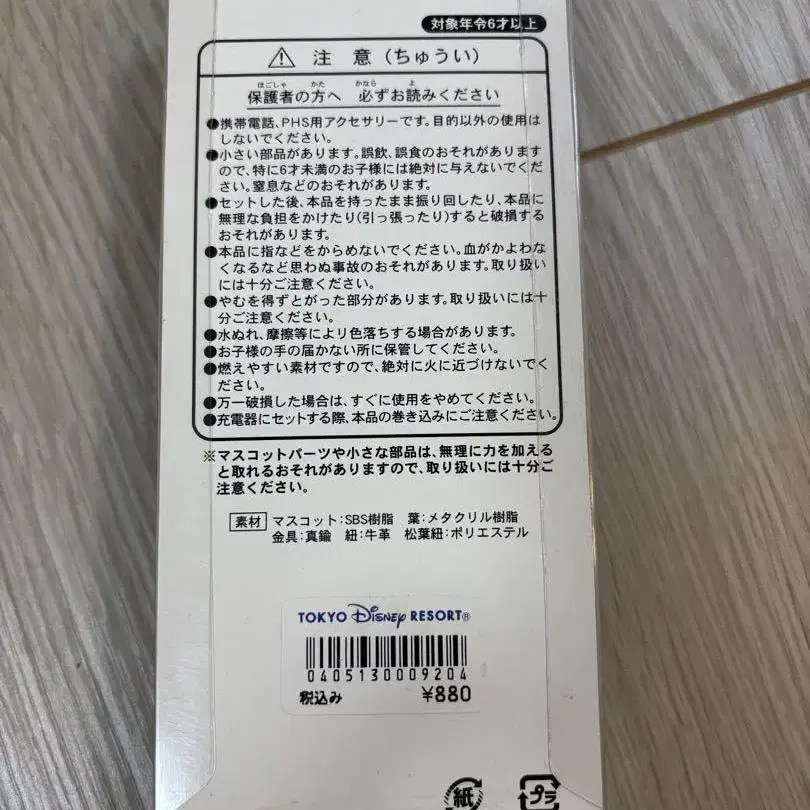 対象年令6才以上
⚠ 注 意(ちゅうい)
ほごしゃ かた かなら よ
保護者の方へ 必ずお読みください
●携帯電話、PHS用アクセサリーです。目的以外の使用は
しないでください。
●小さい部品があります。誤飲、誤食のおそれがあります
ので、特に6才未満のお子様には絶対に与えないでくだ
さい。窒息などのおそれがあります。
●セットした後、本品を持ったまま振り回したり、本品に
無理な負担をかけたり(引っ張ったり)すると破損する
おそれがあります。
●本品に指などをからめないでください。血がかよわな
くなるなど思わぬ事故のおそれがあります。取り扱い
には十分ご注意ください。
●やむを得ずとがった部分があります。取り扱いには十
分ご注意ください。
●水ぬれ、摩擦等により色落ちする場合があります。
●お子様の手の届かない所に保管してください。
●燃えやすい素材ですので、絶対に火に近づけないでく
ださい。
●万一破損した場合は、すぐに使用をやめてください。
●充電器にセットする際、本品の巻き込みにご注意ください。
※マスコットパーツや小さな部品は、無理に力を加える
と取れるおそれがありますので、取り扱いには十分ご
注意ください。
素材 マスコット:SBS樹脂 葉:メタクリル樹脂
金具:真鍮 紐:牛革 松葉紐:ポリエステル
TOKYO Disney RESORT®
0405130009204
税込み ¥880
紙 プラ